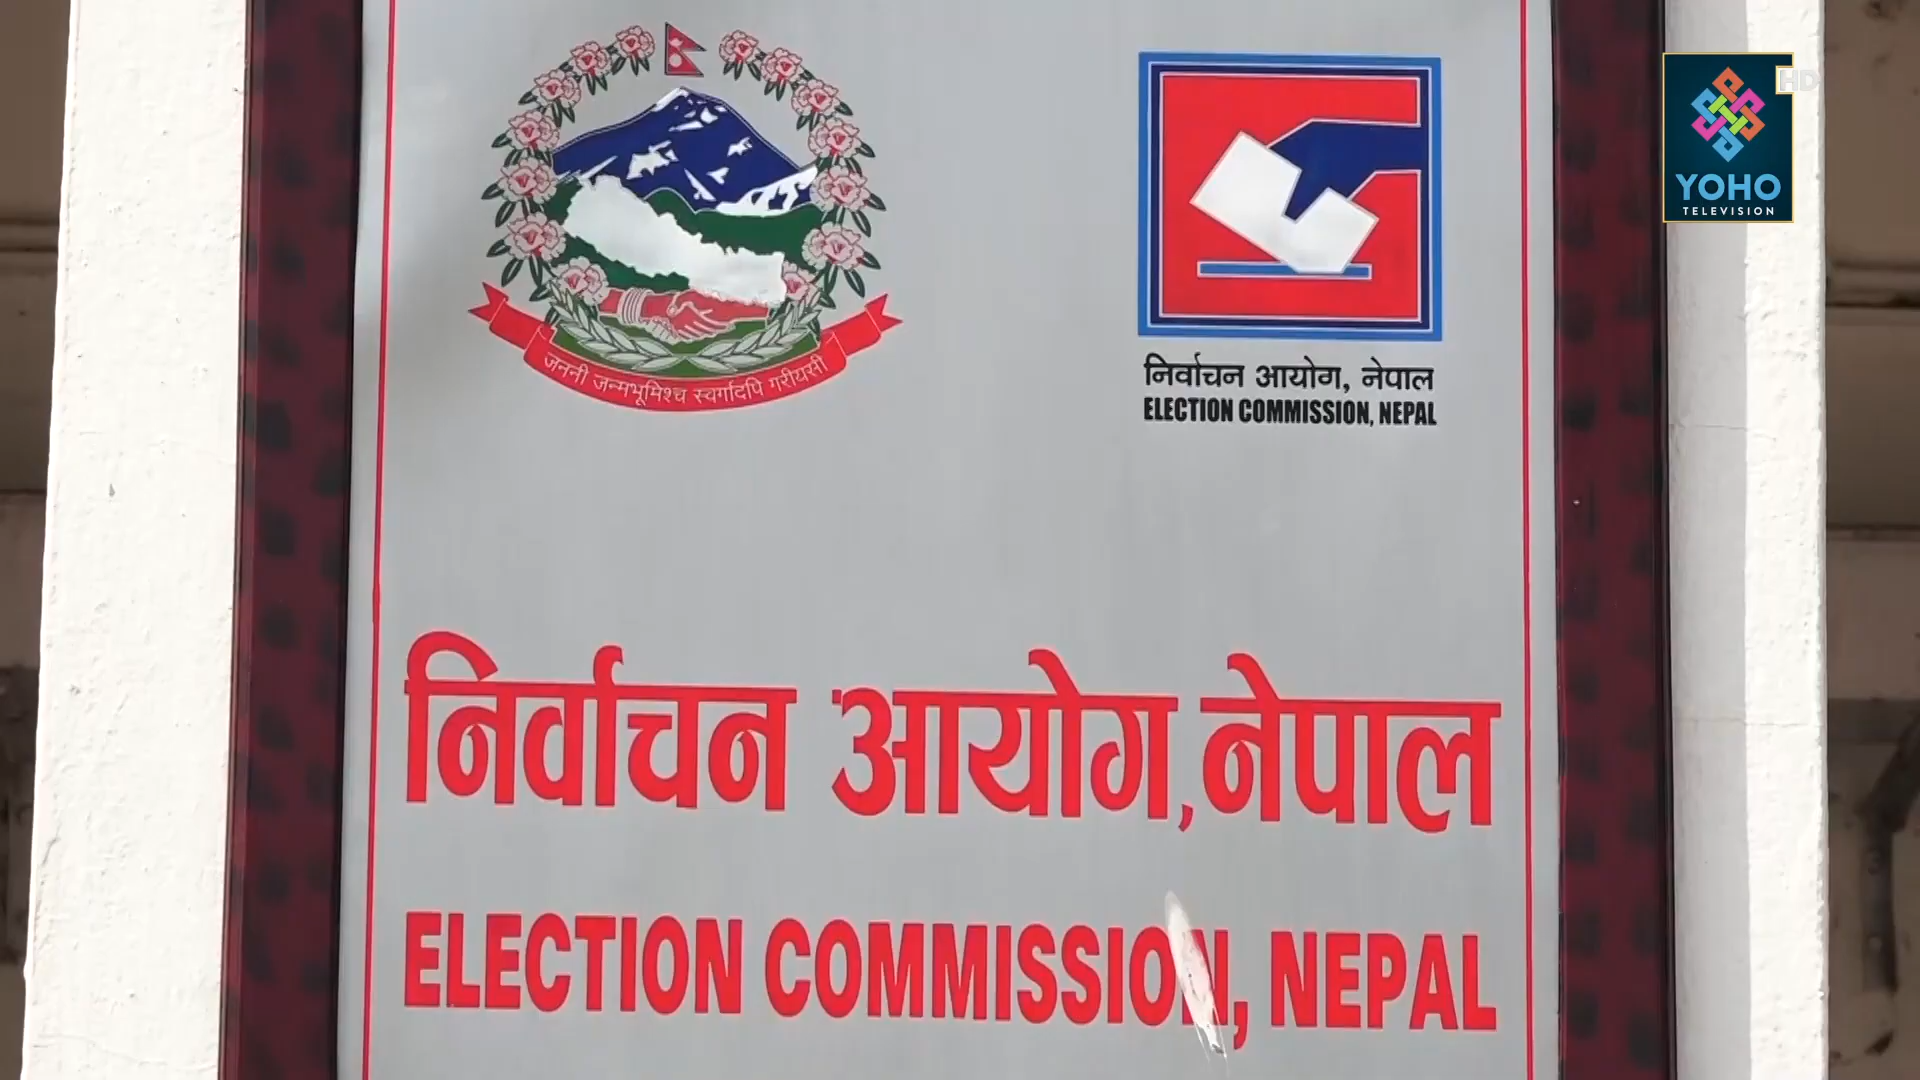 HD
YOHO
TELEVISION
जननी जन्मभूमिश्च स्वर्गादपि गरीयसी
निर्वाचन आयोग, नेपाल
ELECTION COMMISSION, NEPAL
निर्वाचन आयोग, नेपाल
ELECTION COMMISSION, NEPAL